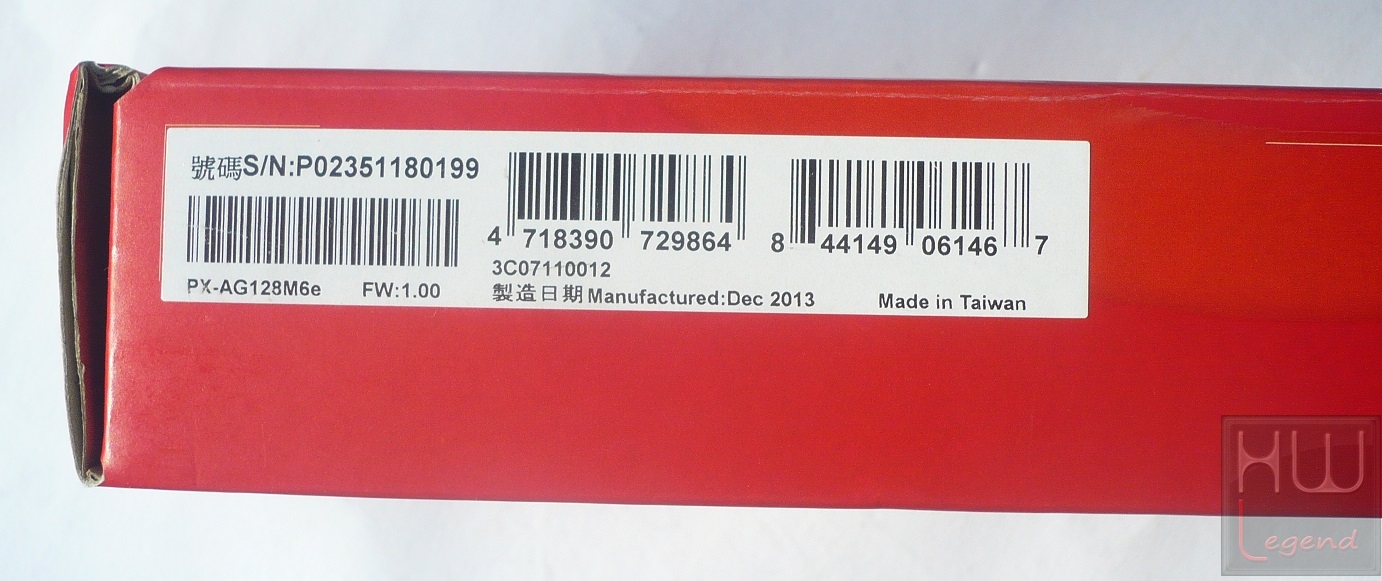 號碼S/N:P02351180199
PX-AG128M6e FW:1.00
4 718390 729864
3C07110012
製造日期Manufactured:Dec 2013
8 44149 06146 7
Made in Taiwan
HW
Legend